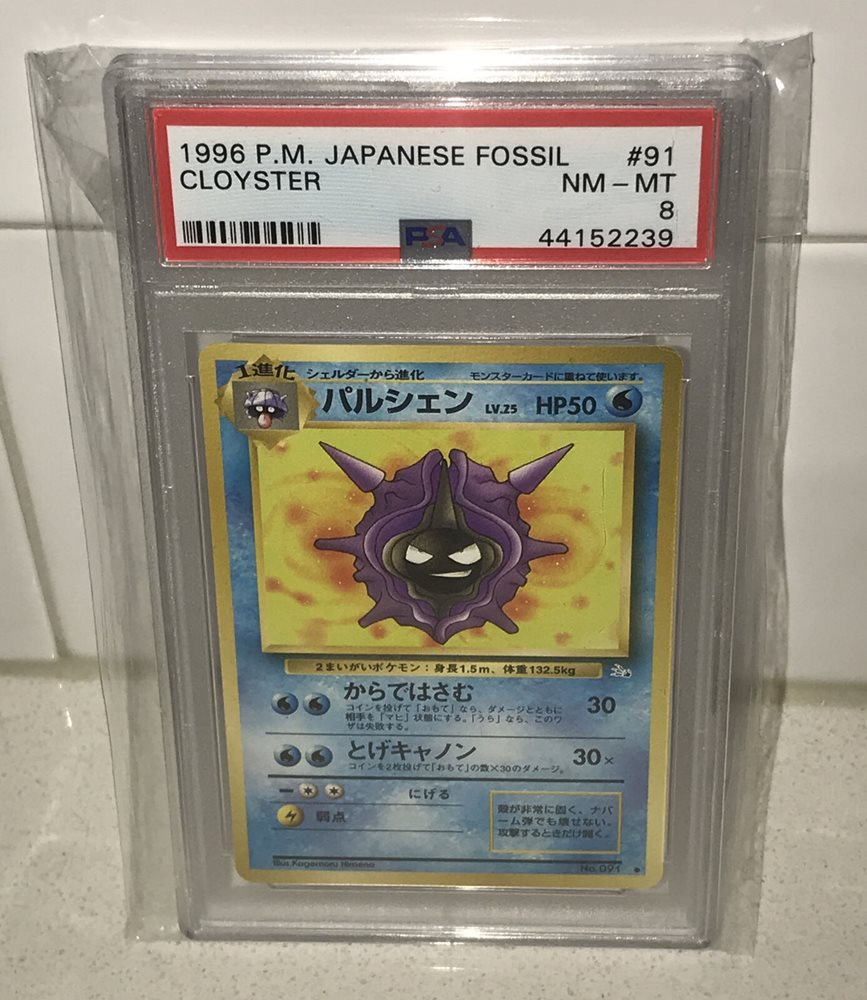 1996 P.M. JAPANESE FOSSIL #91
CLOYSTER NM - MT
8
PSA 44152239
1進化 シェルダーから進化 モンスターカードに重ねて使います。
パルシェン LV.25 HP50
2まいがいポケモン：身長1.5m、体重132.5kg
からではさむ 30
コインを投げて「おもて」なら、ダメージとともに
相手を「マヒ」状態にする。「うら」なら、このワ
ザは失敗する。
とげキャノン 30×
コインを2枚投げて「おもて」の数×30のダメージ。
にげる
弱点
殻が非常に固く、ナパ
ーム弾でも壊せない。
攻撃するときだけ開く。
Illus.Kagemaru Himeno No.091